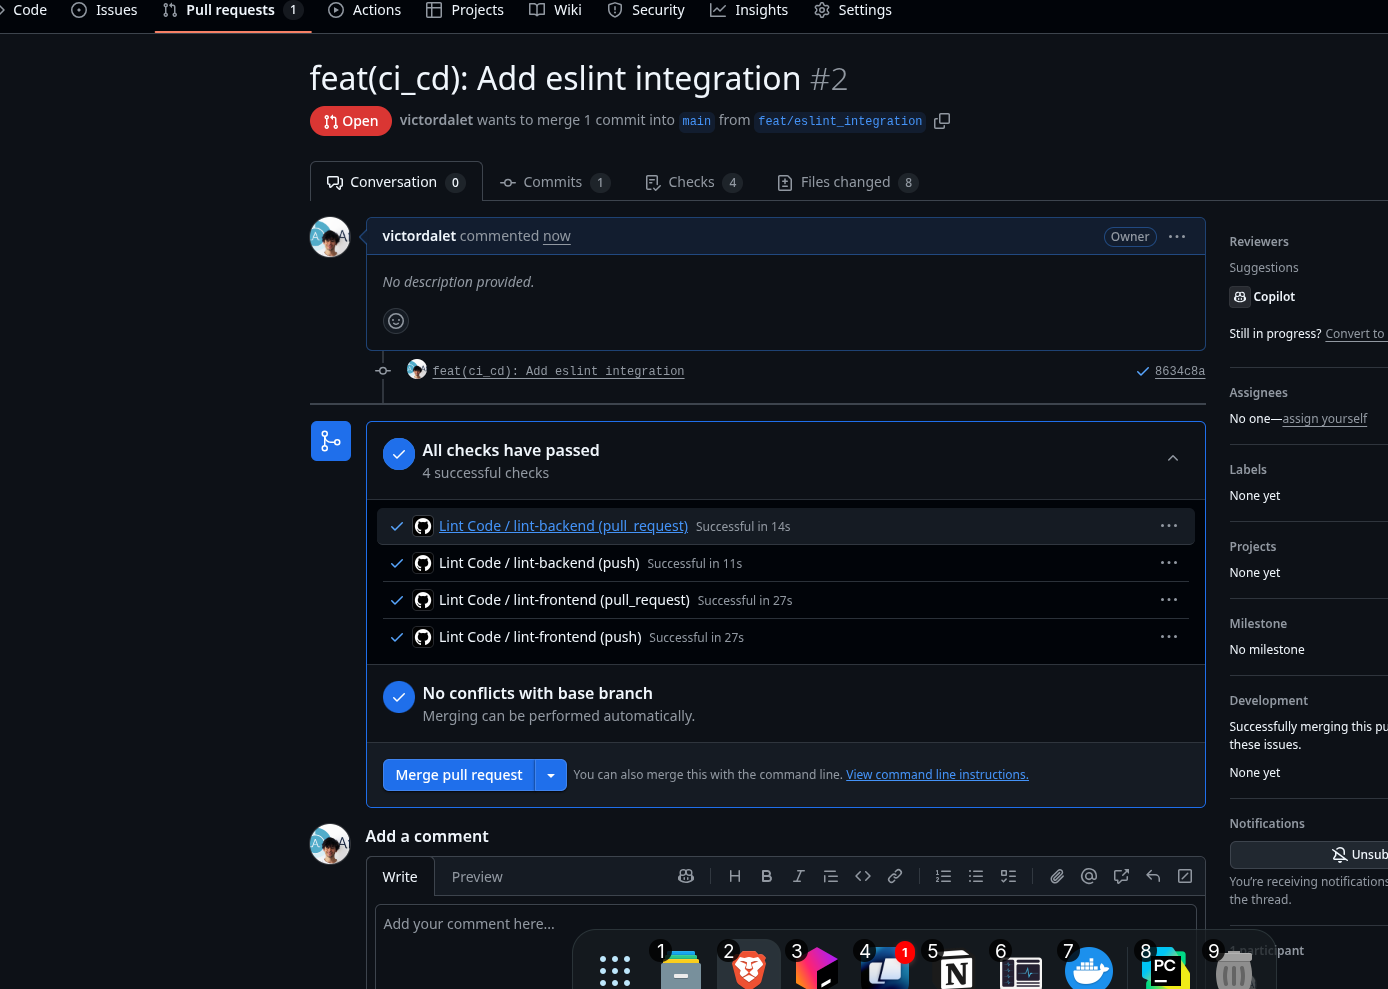 Code Issues Pull requests 1 Actions Projects Wiki Security Insights Settings
feat(ci_cd): Add eslint integration #2
Open victordalet wants to merge 1 commit into main from feat/eslint_integration
Conversation 0 Commits 1 Checks 4 Files changed 8
victordalet commented now Owner
No description provided.
feat(ci_cd): Add eslint integration 8634c8a
All checks have passed
4 successful checks
Lint Code / lint-backend (pull_request) Successful in 14s
Lint Code / lint-backend (push) Successful in 11s
Lint Code / lint-frontend (pull_request) Successful in 27s
Lint Code / lint-frontend (push) Successful in 27s
No conflicts with base branch
Merging can be performed automatically.
Merge pull request You can also merge this with the command line. View command line instructions.
Add a comment
Write Preview
Add your comment here...
Reviewers
Suggestions
Copilot
Still in progress? Convert to
Assignees
No one—assign yourself
Labels
None yet
Projects
None yet
Milestone
No milestone
Development
Successfully merging this pu
these issues.
None yet
Notifications
Unsub
You're receiving notifications
the thread.
participant
1 2 3 4 1 5 6 7 8 9
N PC